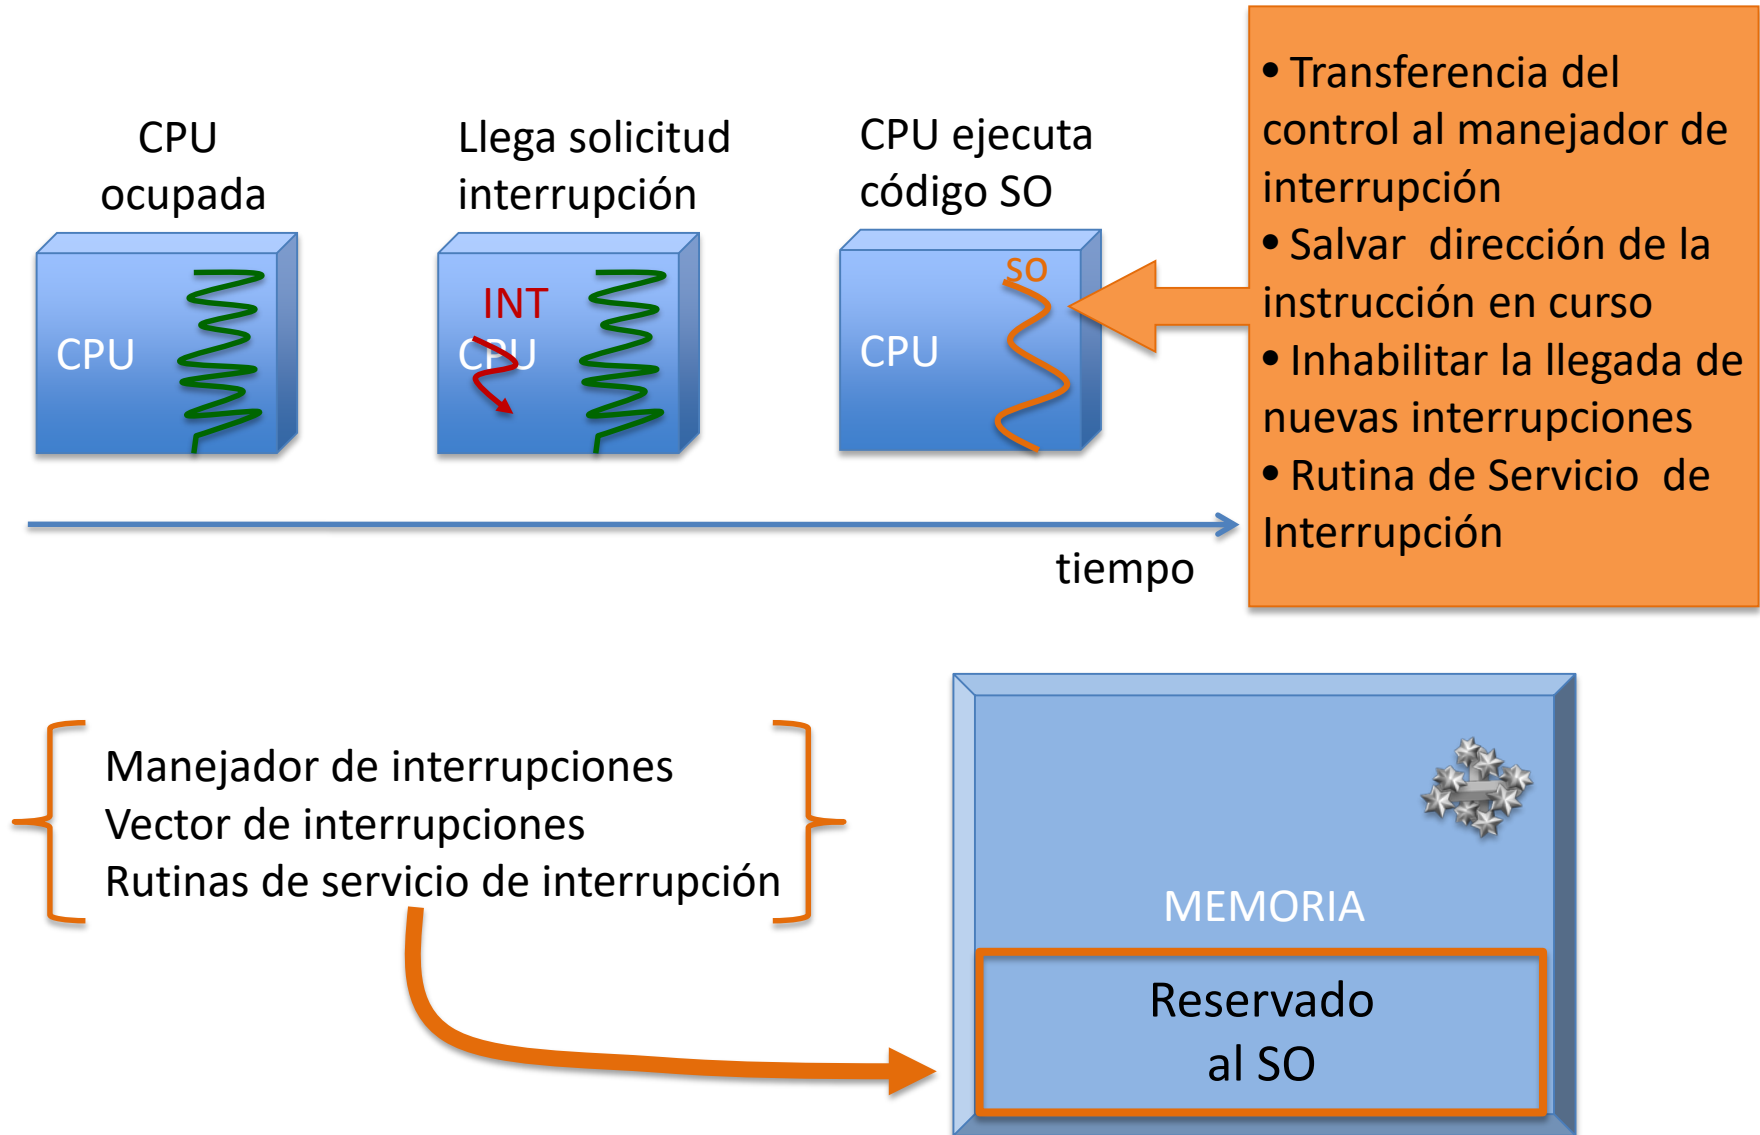 CPU
ocupada
Llega solicitud
interrupción
CPU ejecuta
código SO
CPU
INT
CPU
SO
CPU
• Transferencia del
control al manejador de
interrupción
• Salvar dirección de la
instrucción en curso
• Inhabilitar la llegada de
nuevas interrupciones
• Rutina de Servicio de
Interrupción
tiempo
Manejador de interrupciones
Vector de interrupciones
Rutinas de servicio de interrupción
MEMORIA
Reservado
al SO